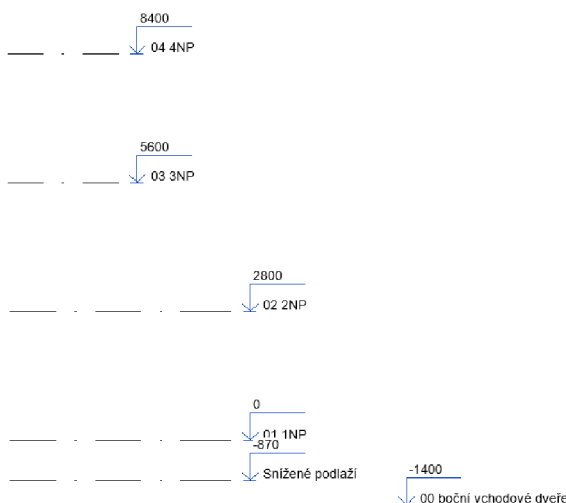 8400
04 4NP
5600
03 3NP
2800
02 2NP
0
01 1NP
-870
Snížené podlaží
-1400
00 boční vchodové dveře